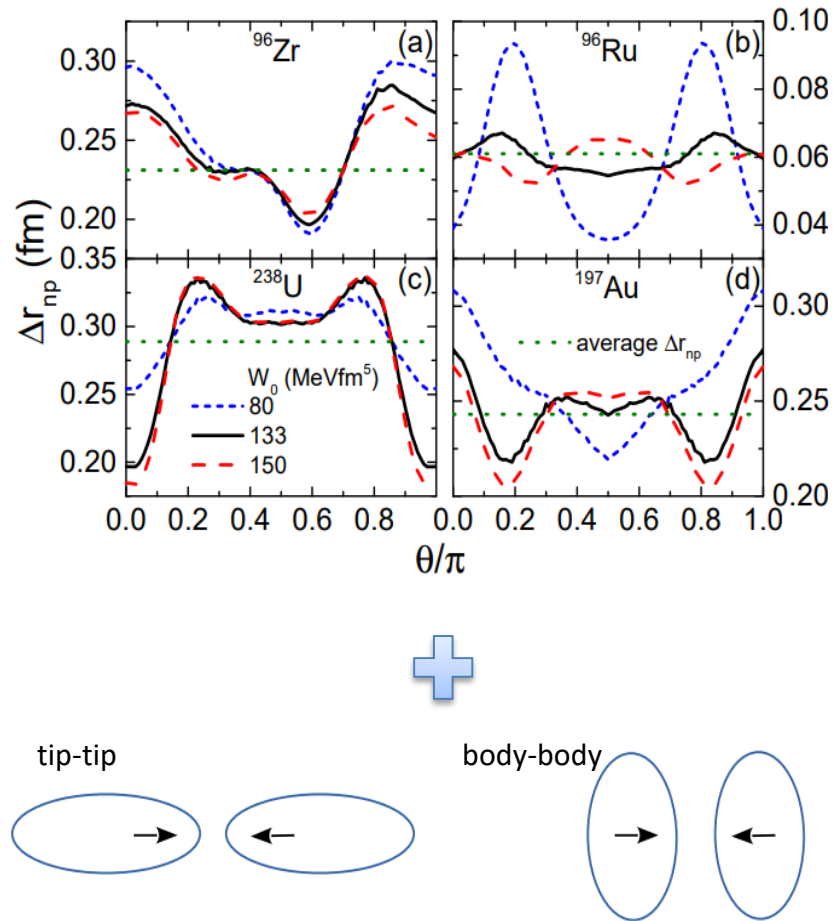 ⁹⁶Zr (a)
⁹⁶Ru (b)
0.30
0.25
0.20
0.35
0.10
0.08
0.06
0.04
Δr_np (fm)
²³⁸U (c)
¹⁹⁷Au (d)
0.30
0.25
0.20
0.30
0.25
0.20
W₀ (MeVfm⁵)
80
133
150
average Δr_np
0.0 0.2 0.4 0.6 0.8 0.0 0.2 0.4 0.6 0.8 1.0
θ/π
tip-tip
body-body